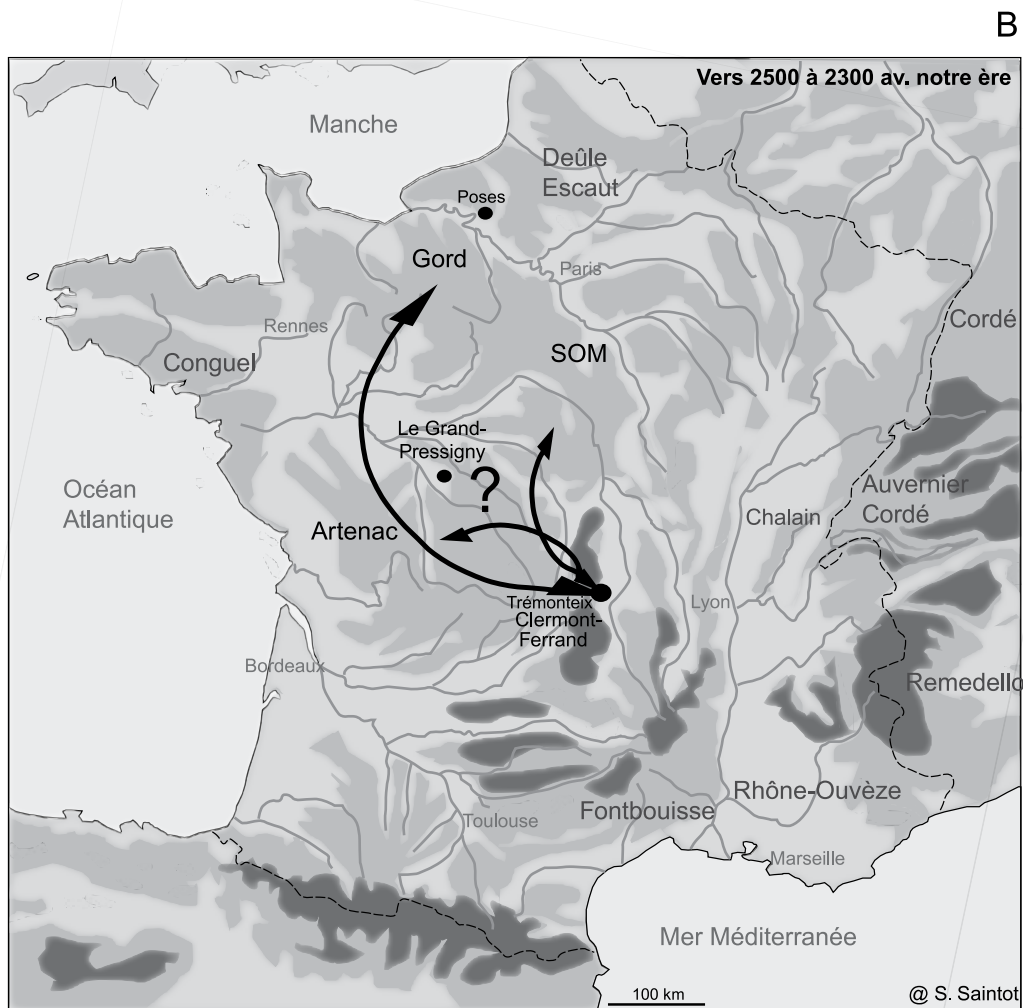 B
Vers 2500 à 2300 av. notre ère
Manche
Deûle
Escaut
Poses
Gord
Paris
Rennes
Cordé
Conguel
SOM
Le Grand-
Pressigny
?
Océan
Atlantique
Auvernier
Cordé
Chalain
Artenac
Trémonteix
Clermont-
Ferrand
Lyon
Bordeaux
Remedello
Rhône-Ouvèze
Fontbouisse
Toulouse
Marseille
Mer Méditerranée
100 km
@ S. Saintot